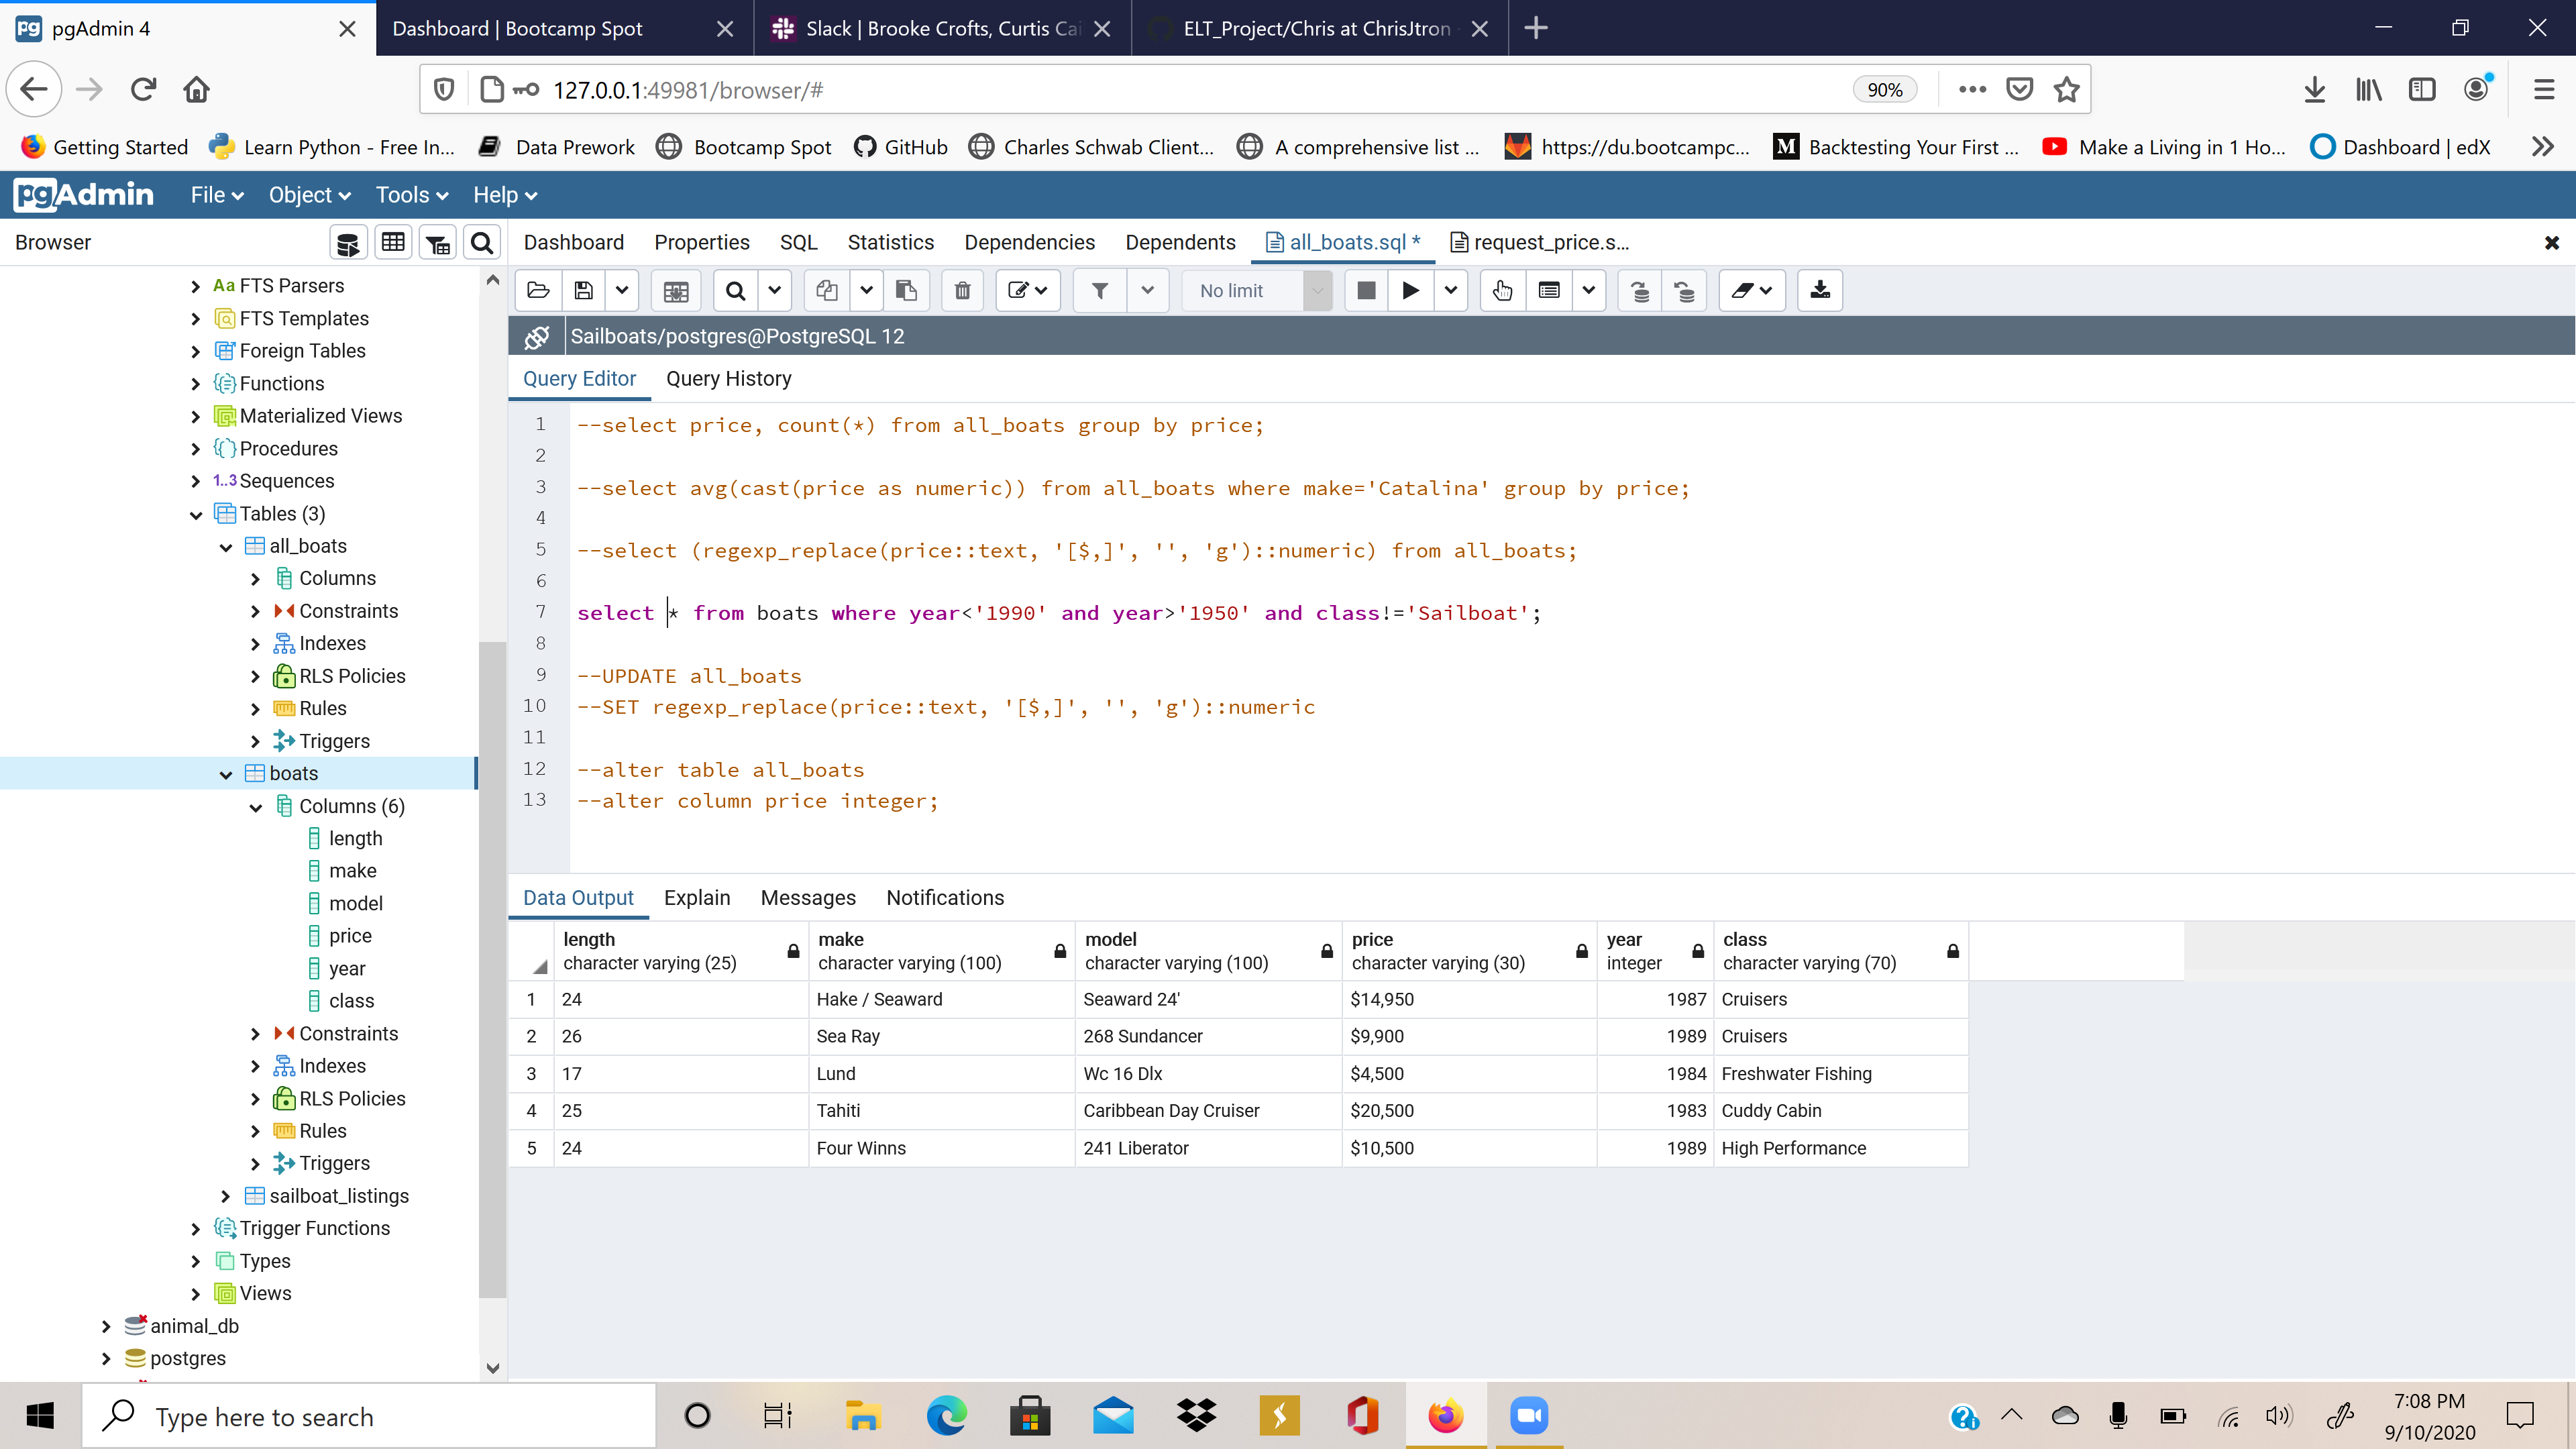 pgAdmin 4
Dashboard | Bootcamp Spot
Slack | Brooke Crofts, Curtis Cai
ELT_Project/Chris at ChrisJtron
127.0.0.1:49981/browser/#
90%
Getting Started
Learn Python - Free In...
Data Prework
Bootcamp Spot
GitHub
Charles Schwab Client...
A comprehensive list ...
https://du.bootcampc...
Backtesting Your First ...
Make a Living in 1 Ho...
Dashboard | edX
pgAdmin
File
Object
Tools
Help
Browser
Dashboard
Properties
SQL
Statistics
Dependencies
Dependents
all_boats.sql *
request_price.s...
No limit
Sailboats/postgres@PostgreSQL 12
Query Editor
Query History
FTS Parsers
FTS Templates
Foreign Tables
Functions
Materialized Views
Procedures
1..3 Sequences
Tables (3)
all_boats
Columns
Constraints
Indexes
RLS Policies
Rules
Triggers
boats
Columns (6)
length
make
model
price
year
class
Constraints
Indexes
RLS Policies
Rules
Triggers
sailboat_listings
Trigger Functions
Types
Views
animal_db
postgres
1 --select price, count(*) from all_boats group by price;
2
3 --select avg(cast(price as numeric)) from all_boats where make='Catalina' group by price;
4
5 --select (regexp_replace(price::text, '[$,]', '', 'g')::numeric) from all_boats;
6
7 select * from boats where year<'1990' and year>'1950' and class!='Sailboat';
8
9 --UPDATE all_boats
10 --SET regexp_replace(price::text, '[$,]', '', 'g')::numeric
11
12 --alter table all_boats
13 --alter column price integer;
Data Output
Explain
Messages
Notifications
length make model price year class
character varying (25) character varying (100) character varying (100) character varying (30) integer character varying (70)
1 24 Hake / Seaward Seaward 24' $14,950 1987 Cruisers
2 26 Sea Ray 268 Sundancer $9,900 1989 Cruisers
3 17 Lund Wc 16 Dlx $4,500 1984 Freshwater Fishing
4 25 Tahiti Caribbean Day Cruiser $20,500 1983 Cuddy Cabin
5 24 Four Winns 241 Liberator $10,500 1989 High Performance
Type here to search
7:08 PM
9/10/2020